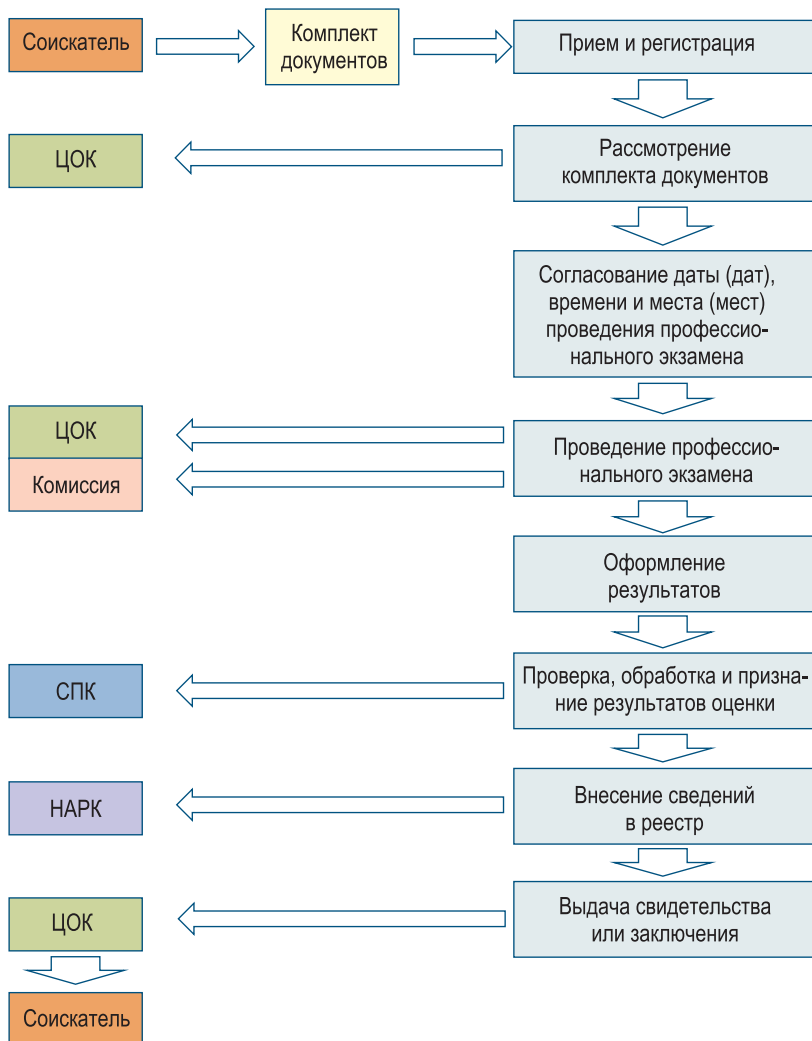 Соискатель
Комплект
документов
Прием и регистрация
ЦОК
Рассмотрение
комплекта документов
Согласование даты (дат),
времени и места (мест)
проведения профессио-
нального экзамена
ЦОК
Комиссия
Проведение профессио-
нального экзамена
Оформление
результатов
СПК
Проверка, обработка и призна-
ние результатов оценки
НАРК
Внесение сведений
в реестр
ЦОК
Выдача свидетельства
или заключения
Соискатель